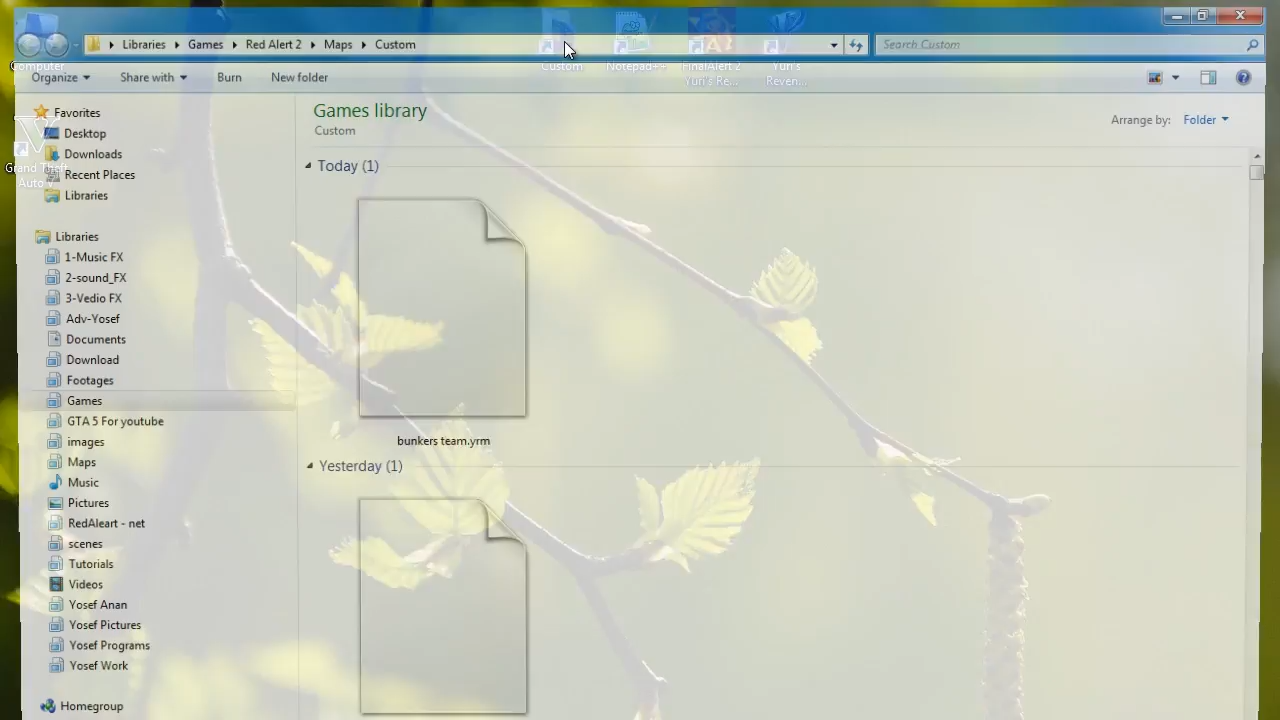 Computer
Libraries Games Red Alert 2 Maps Custom
Search Custom
Custom
Notepad++
FinalAlert 2
Yuri's Re...
Yuri's
Reven...
Organize Share with Burn New folder
Grand Theft
Auto V
Favorites
Desktop
Downloads
Recent Places
Libraries
Libraries
1-Music FX
2-sound_FX
3-Vedio FX
Adv-Yosef
Documents
Download
Footages
Games
GTA 5 For youtube
images
Maps
Music
Pictures
RedAleart - net
scenes
Tutorials
Videos
Yosef Anan
Yosef Pictures
Yosef Programs
Yosef Work
Homegroup
Games library
Custom
Arrange by: Folder
Today (1)
bunkers team.yrm
Yesterday (1)